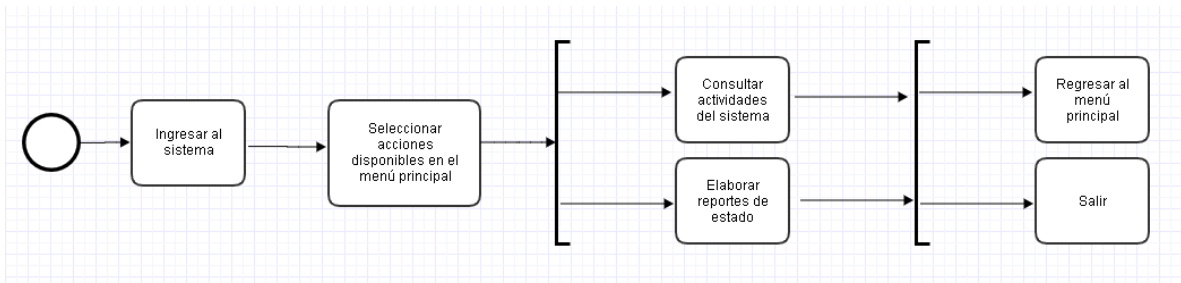 Ingresar al
sistema
Seleccionar
acciones
disponibles en el
menú principal
Consultar
actividades
del sistema
Elaborar
reportes de
estado
Regresar al
menú
principal
Salir